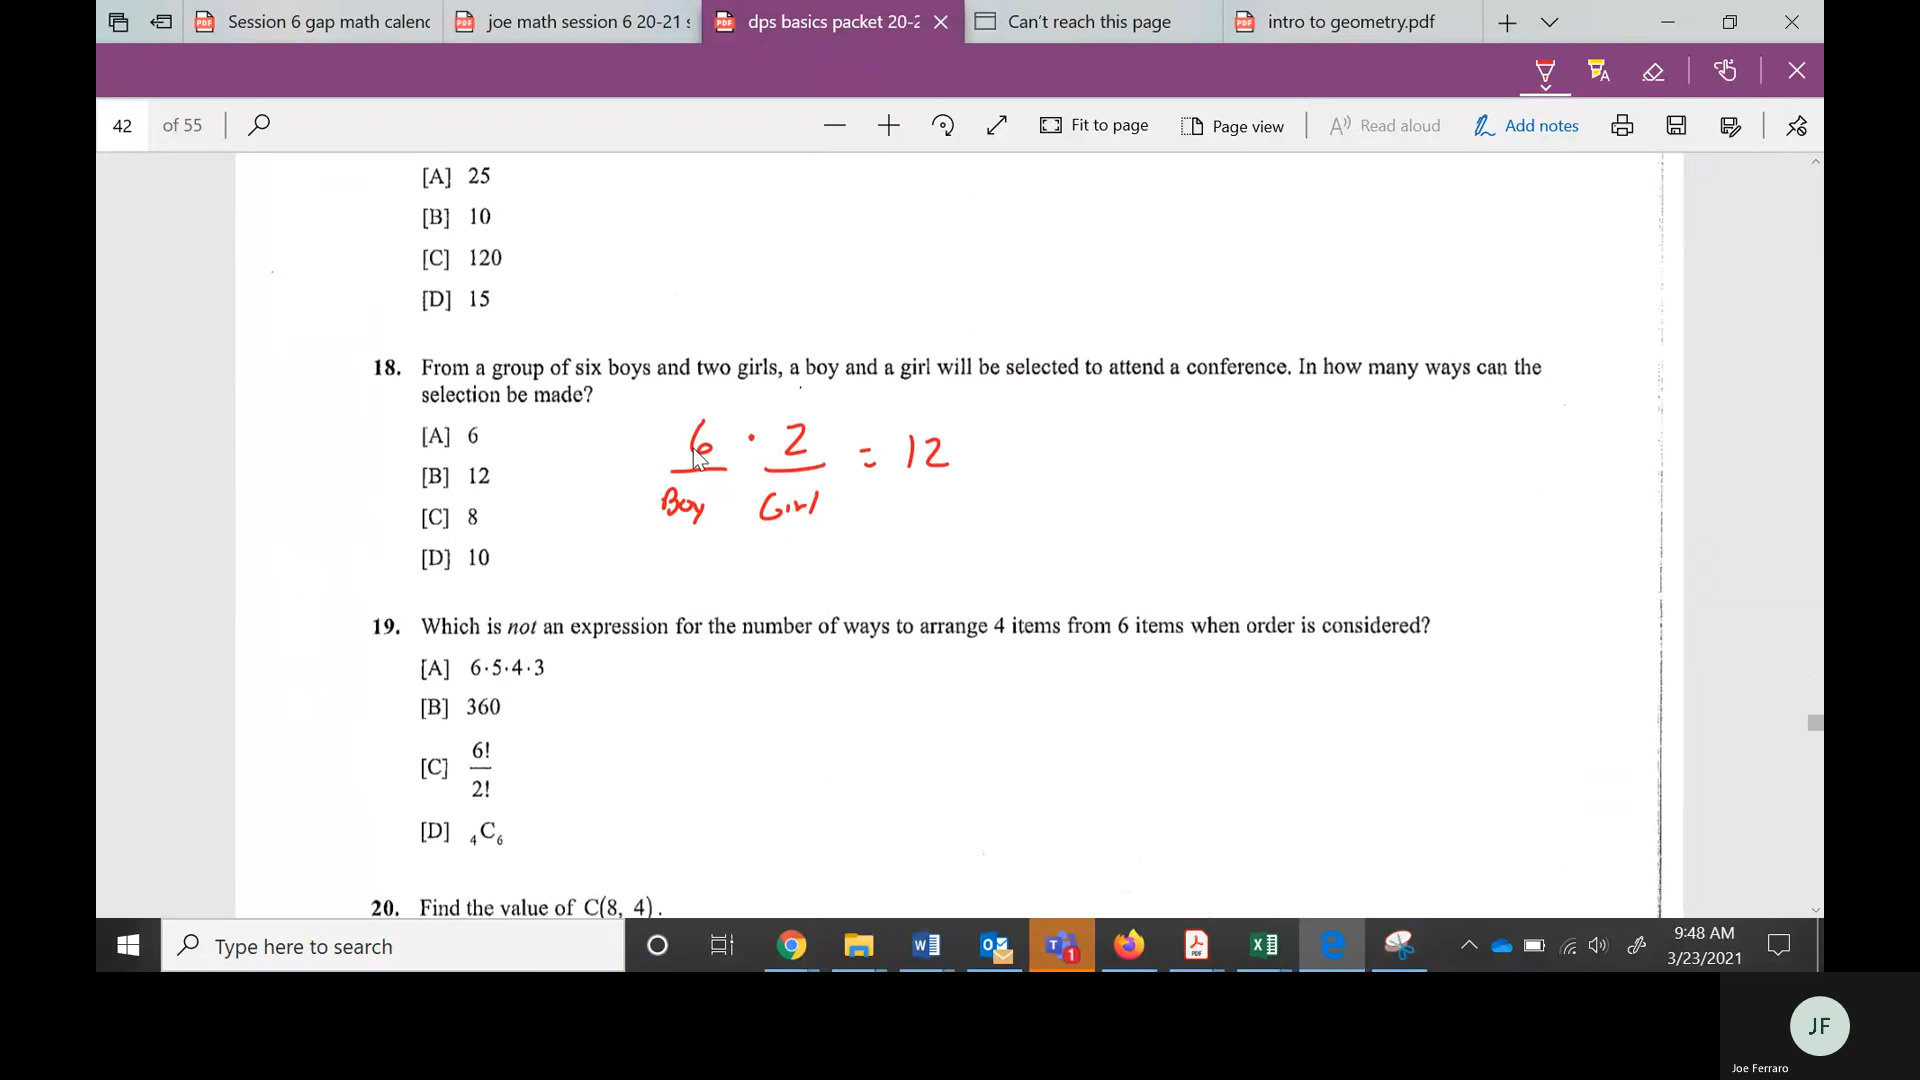 Session 6 gap math calenc
joe math session 6 20-21 s
dps basics packet 20-2
Can't reach this page
intro to geometry.pdf
42 of 55
Fit to page
Page view
Read aloud
Add notes
[A] 25
[B] 10
[C] 120
[D] 15
18. From a group of six boys and two girls, a boy and a girl will be selected to attend a conference. In how many ways can the
selection be made?
[A] 6
[B] 12
[C] 8
[D] 10
6 · 2 = 12
Boy Girl
19. Which is not an expression for the number of ways to arrange 4 items from 6 items when order is considered?
[A] 6·5·4·3
[B] 360
[C] 6!
2!
[D] ₄C₆
20. Find the value of C(8, 4).
Type here to search
1
9:48 AM
3/23/2021
JF
Joe Ferraro